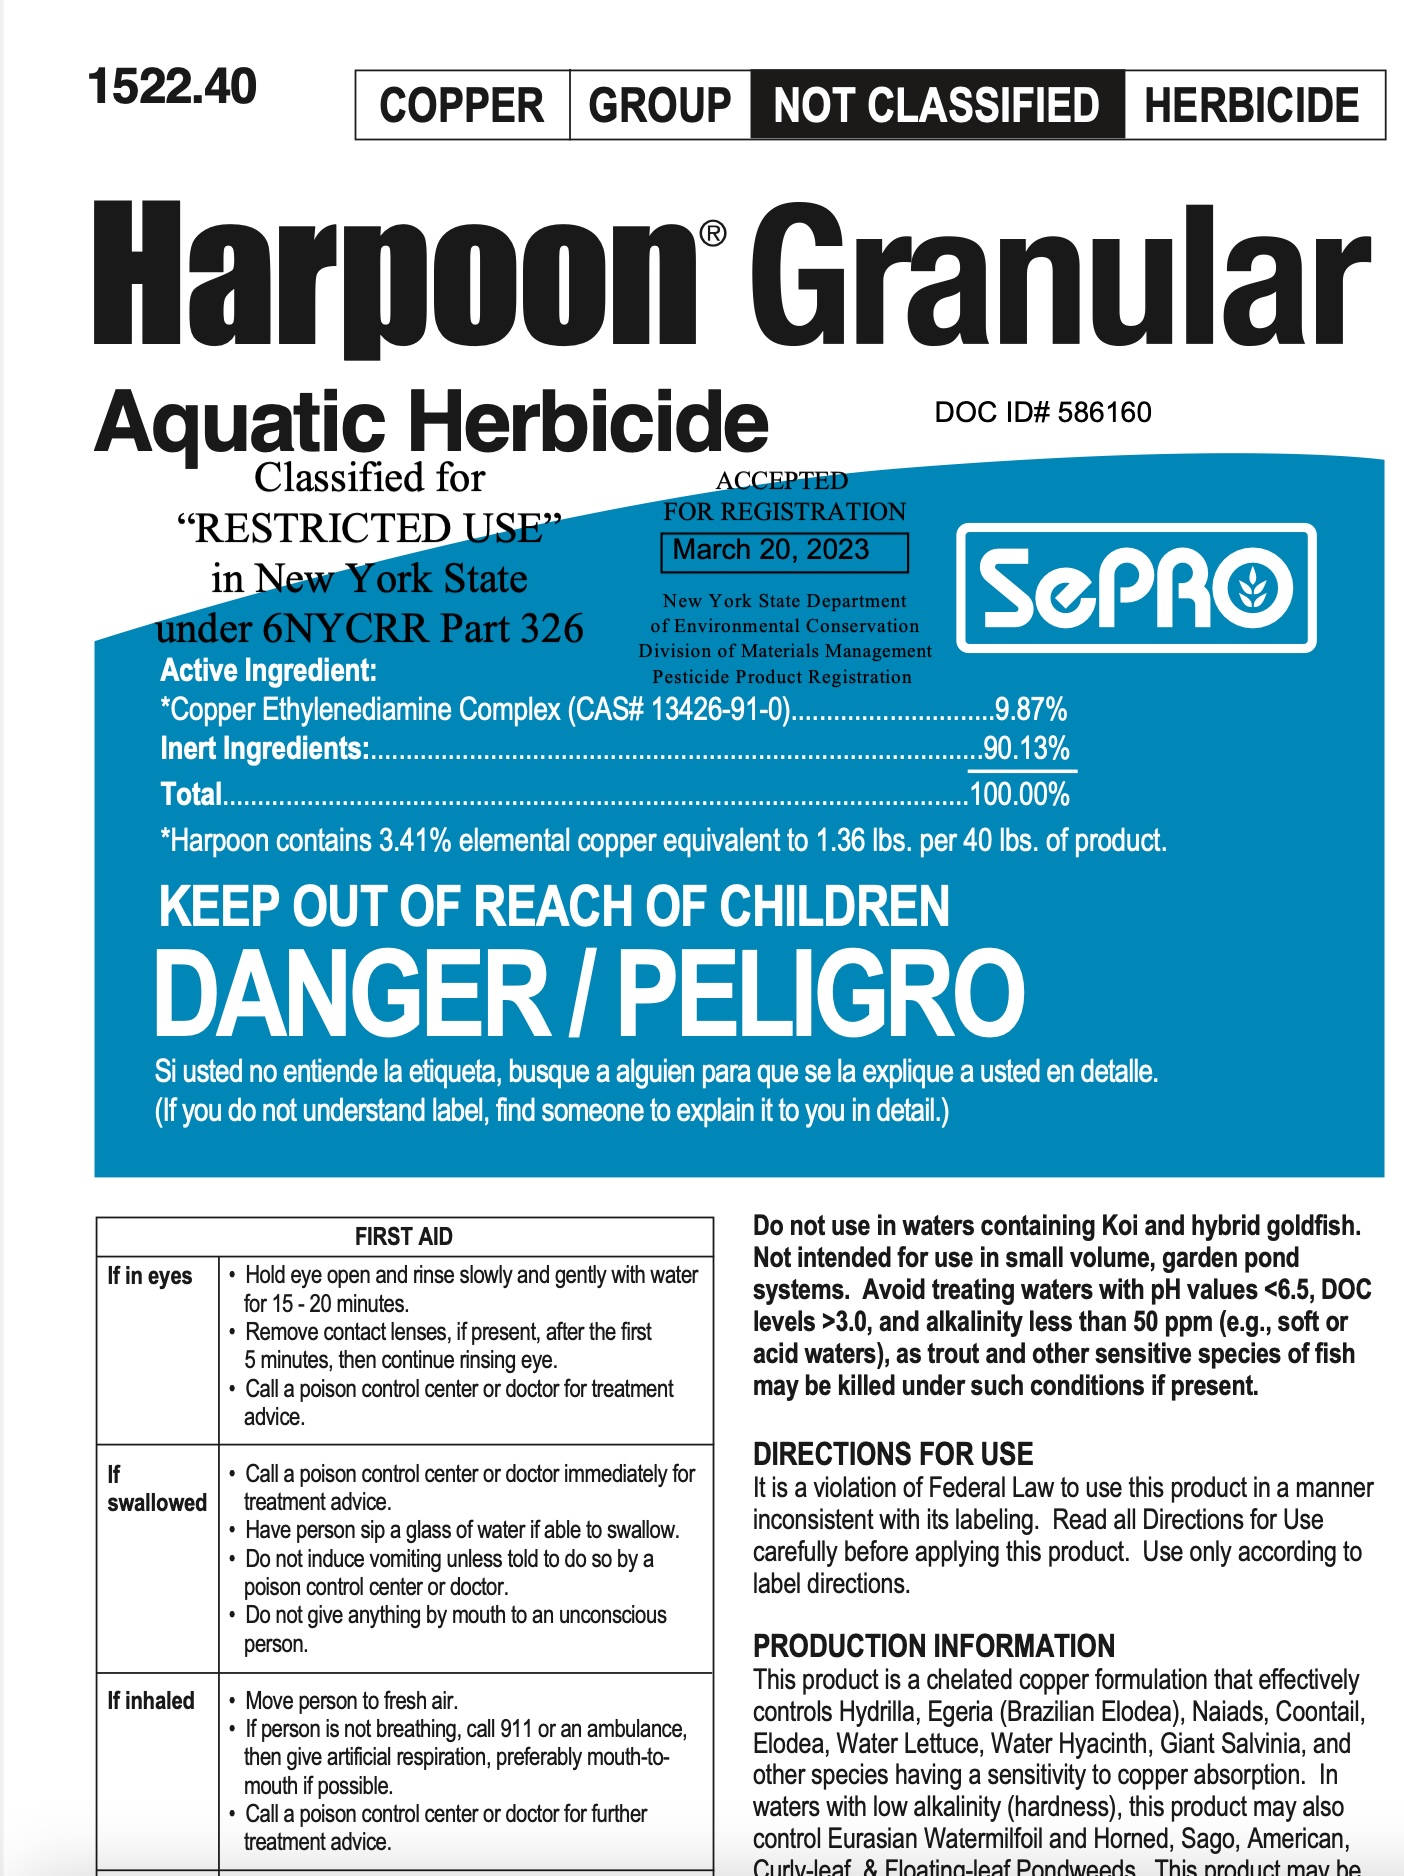 1522.40
COPPER GROUP NOT CLASSIFIED HERBICIDE
Harpoon® Granular
Aquatic Herbicide
DOC ID# 586160
Classified for
“RESTRICTED USE”
in New York State
under 6NYCRR Part 326
ACCEPTED
FOR REGISTRATION
March 20, 2023
New York State Department
of Environmental Conservation
Division of Materials Management
Pesticide Product Registration
SePRO
Active Ingredient:
*Copper Ethylenediamine Complex (CAS# 13426-91-0).............................9.87%
Inert Ingredients:........................................................................................90.13%
Total...........................................................................................................100.00%
*Harpoon contains 3.41% elemental copper equivalent to 1.36 lbs. per 40 lbs. of product.
KEEP OUT OF REACH OF CHILDREN
DANGER / PELIGRO
Si usted no entiende la etiqueta, busque a alguien para que se la explique a usted en detalle.
(If you do not understand label, find someone to explain it to you in detail.)
FIRST AID
If in eyes
• Hold eye open and rinse slowly and gently with water
for 15 - 20 minutes.
• Remove contact lenses, if present, after the first
5 minutes, then continue rinsing eye.
• Call a poison control center or doctor for treatment
advice.
If
swallowed
• Call a poison control center or doctor immediately for
treatment advice.
• Have person sip a glass of water if able to swallow.
• Do not induce vomiting unless told to do so by a
poison control center or doctor.
• Do not give anything by mouth to an unconscious
person.
If inhaled
• Move person to fresh air.
• If person is not breathing, call 911 or an ambulance,
then give artificial respiration, preferably mouth-to-
mouth if possible.
• Call a poison control center or doctor for further
treatment advice.
Do not use in waters containing Koi and hybrid goldfish.
Not intended for use in small volume, garden pond
systems. Avoid treating waters with pH values <6.5, DOC
levels >3.0, and alkalinity less than 50 ppm (e.g., soft or
acid waters), as trout and other sensitive species of fish
may be killed under such conditions if present.
DIRECTIONS FOR USE
It is a violation of Federal Law to use this product in a manner
inconsistent with its labeling. Read all Directions for Use
carefully before applying this product. Use only according to
label directions.
PRODUCTION INFORMATION
This product is a chelated copper formulation that effectively
controls Hydrilla, Egeria (Brazilian Elodea), Naiads, Coontail,
Elodea, Water Lettuce, Water Hyacinth, Giant Salvinia, and
other species having a sensitivity to copper absorption. In
waters with low alkalinity (hardness), this product may also
control Eurasian Watermilfoil and Horned, Sago, American,
Curly-leaf, & Floating-leaf Pondweeds. This product may be